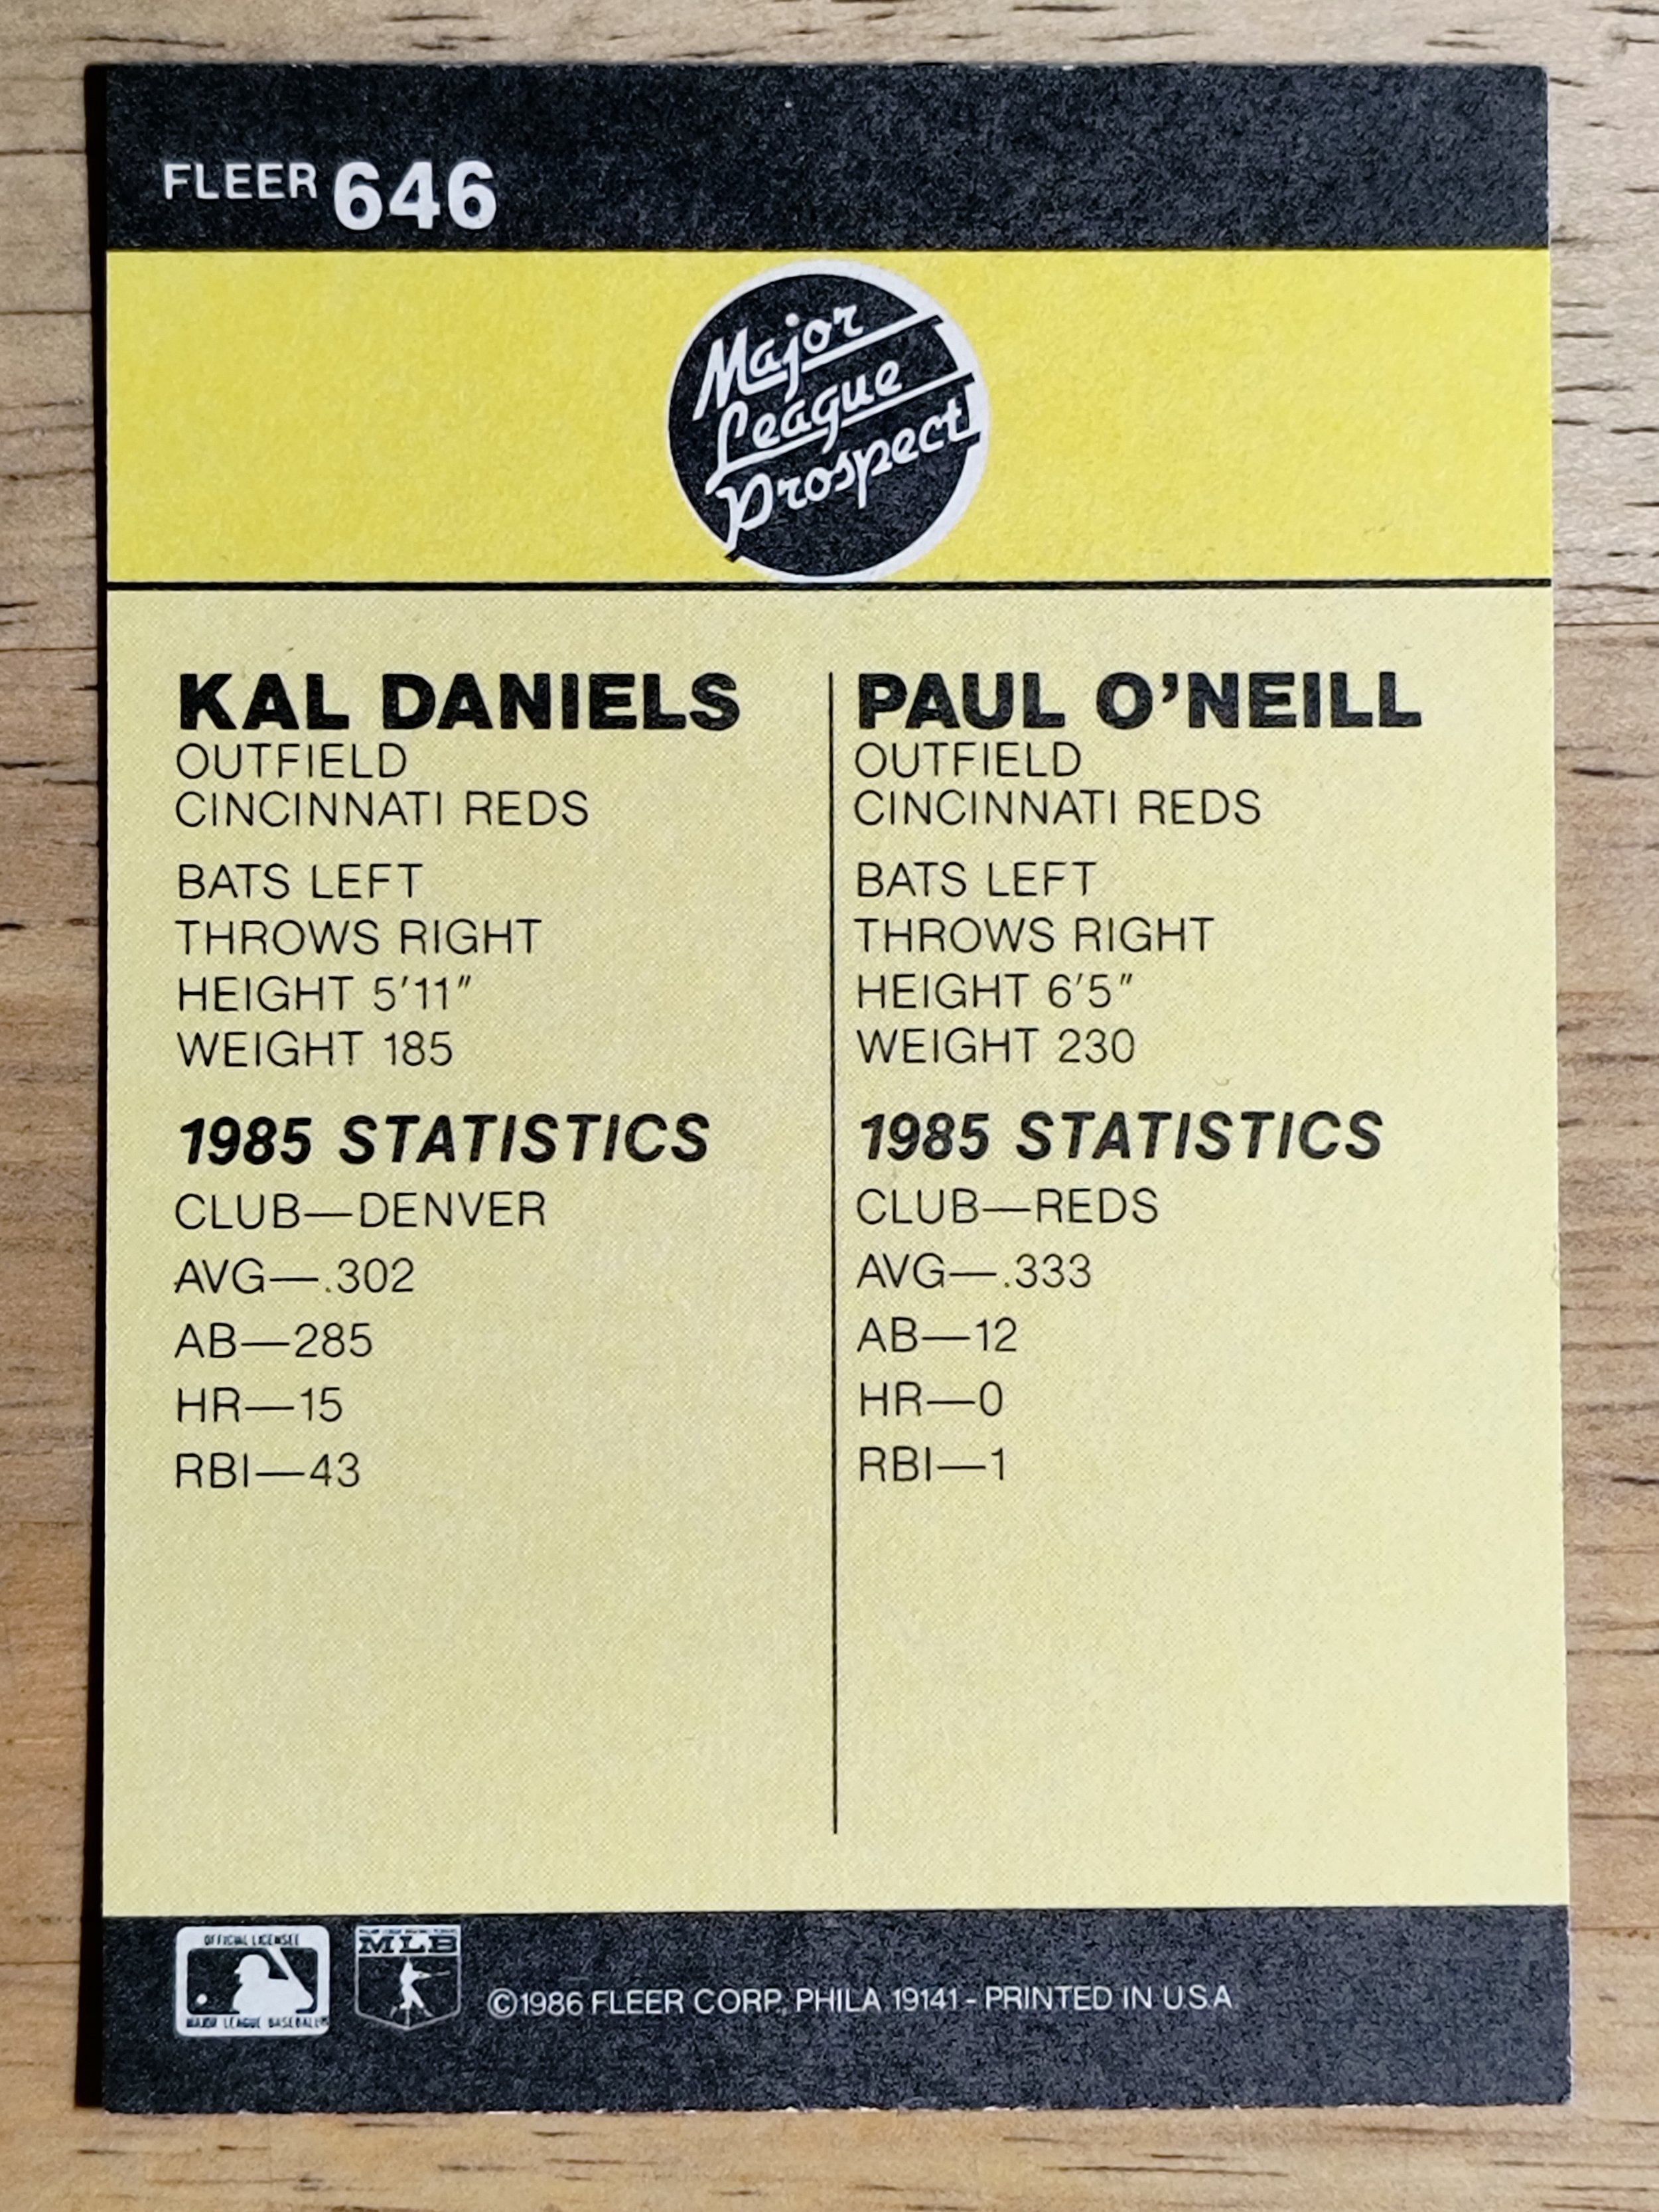 FLEER 646
Major
League
Prospect
KAL DANIELS
OUTFIELD
CINCINNATI REDS
BATS LEFT
THROWS RIGHT
HEIGHT 5'11"
WEIGHT 185
1985 STATISTICS
CLUB—DENVER
AVG—.302
AB—285
HR—15
RBI—43
PAUL O'NEILL
OUTFIELD
CINCINNATI REDS
BATS LEFT
THROWS RIGHT
HEIGHT 6'5"
WEIGHT 230
1985 STATISTICS
CLUB—REDS
AVG—.333
AB—12
HR—0
RBI—1
OFFICIAL LICENSEE
MAJOR LEAGUE BASEBALL
MLB
©1986 FLEER CORP, PHILA 19141 - PRINTED IN U.S.A